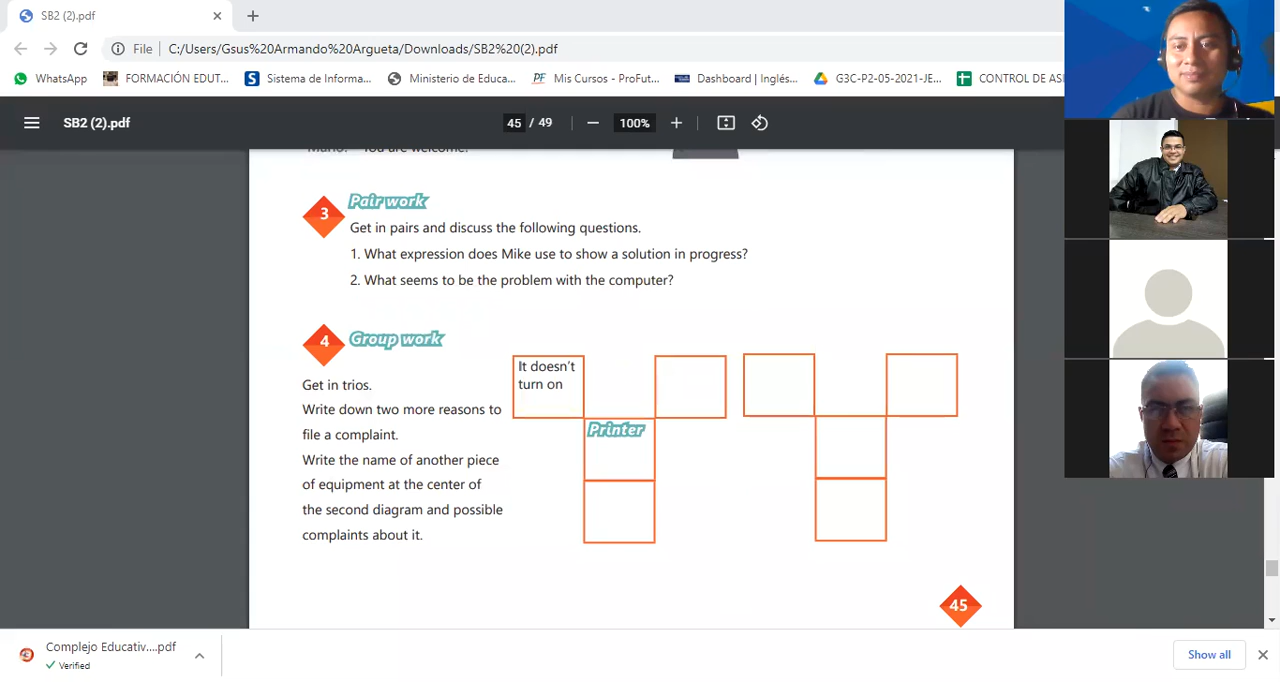 SB2 (2).pdf
File
C:/Users/Gsus%20Armando%20Argueta/Downloads/SB2%20(2).pdf
WhatsApp
FORMACIÓN EDUT...
Sistema de Informa...
Ministerio de Educa...
Mis Cursos - ProFut...
Dashboard | Inglés...
G3C-P2-05-2021-JE...
CONTROL DE ASI
SB2 (2).pdf
45 / 49
100%
You are welcome.
3
Pair work
Get in pairs and discuss the following questions.
1. What expression does Mike use to show a solution in progress?
2. What seems to be the problem with the computer?
4
Group work
Get in trios.
Write down two more reasons to
file a complaint.
Write the name of another piece
of equipment at the center of
the second diagram and possible
complaints about it.
It doesn't
turn on
Printer
45
Complejo Educativ....pdf
Verified
Show all